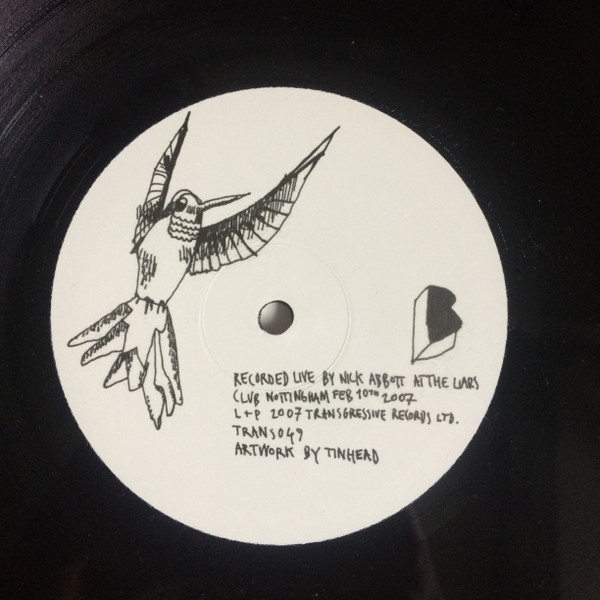 B
RECORDED LIVE BY NICK ABBOTT AT THE LIARS
CLUB NOTTINGHAM FEB 10TH 2007
L+P 2007 TRANSGRESSIVE RECORDS LTD.
TRANS049
ARTWORK BY TINHEAD